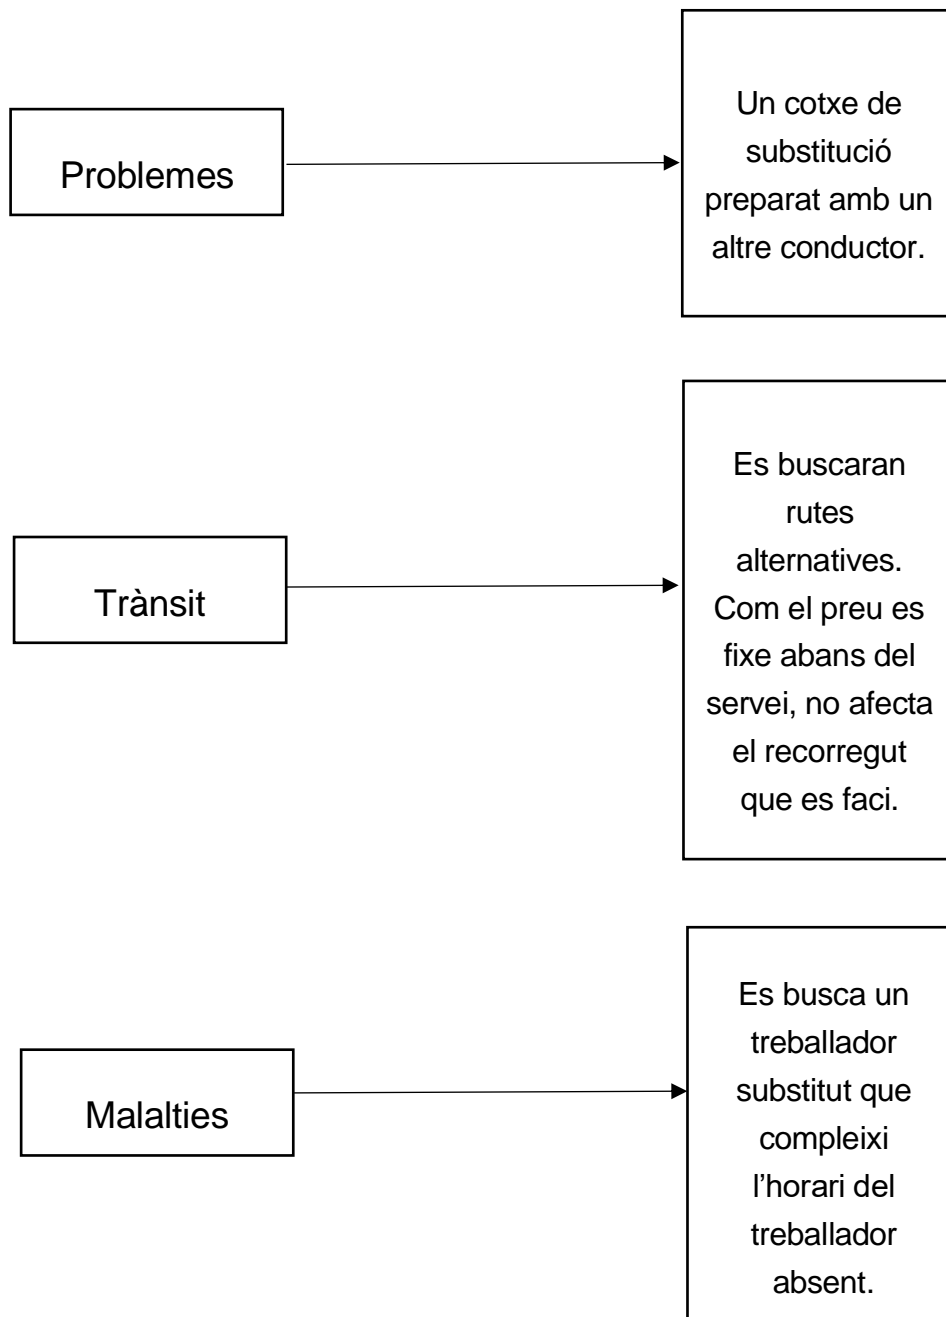 Problemes
Un cotxe de
substitució
preparat amb un
altre conductor.
Trànsit
Es buscaran
rutes
alternatives.
Com el preu es
fixe abans del
servei, no afecta
el recorregut
que es faci.
Malalties
Es busca un
treballador
substitut que
compleixi
l’horari del
treballador
absent.